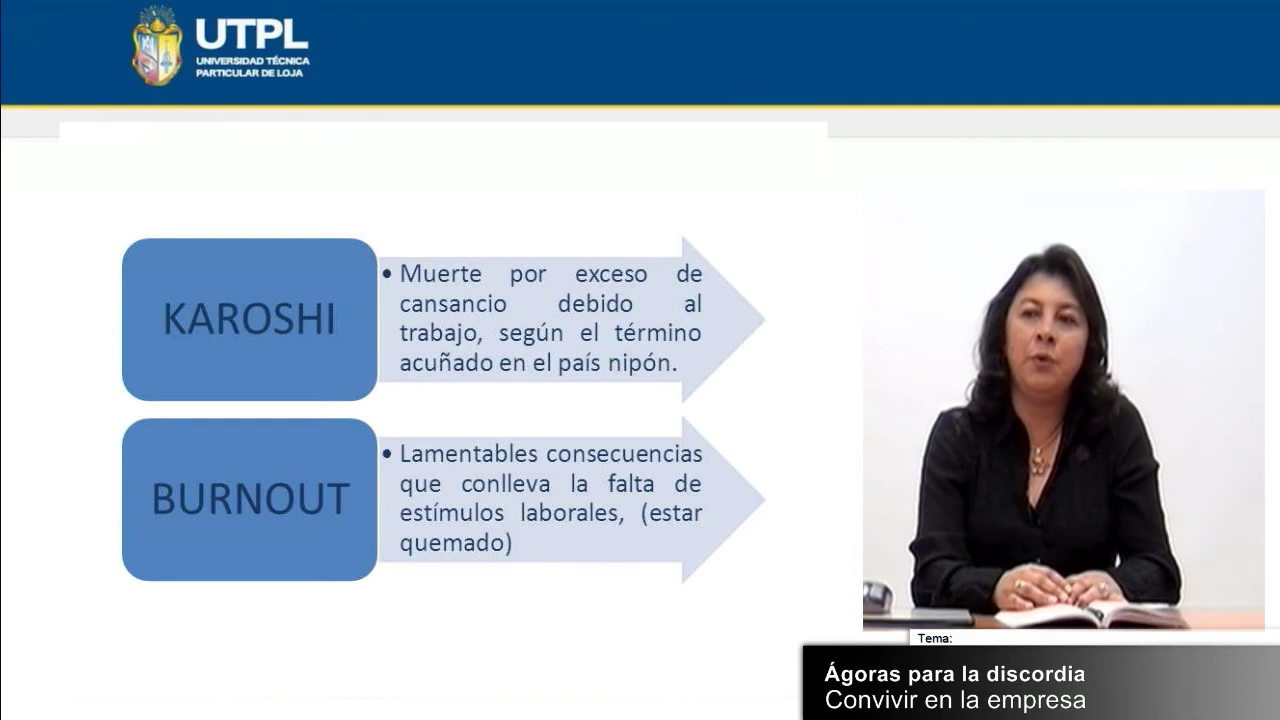 UTPL
UNIVERSIDAD TÉCNICA
PARTICULAR DE LOJA
KAROSHI
• Muerte por exceso de
cansancio debido al
trabajo, según el término
acuñado en el país nipón.
BURNOUT
• Lamentables consecuencias
que conlleva la falta de
estímulos laborales, (estar
quemado)
Tema:
Ágoras para la discordia
Convivir en la empresa